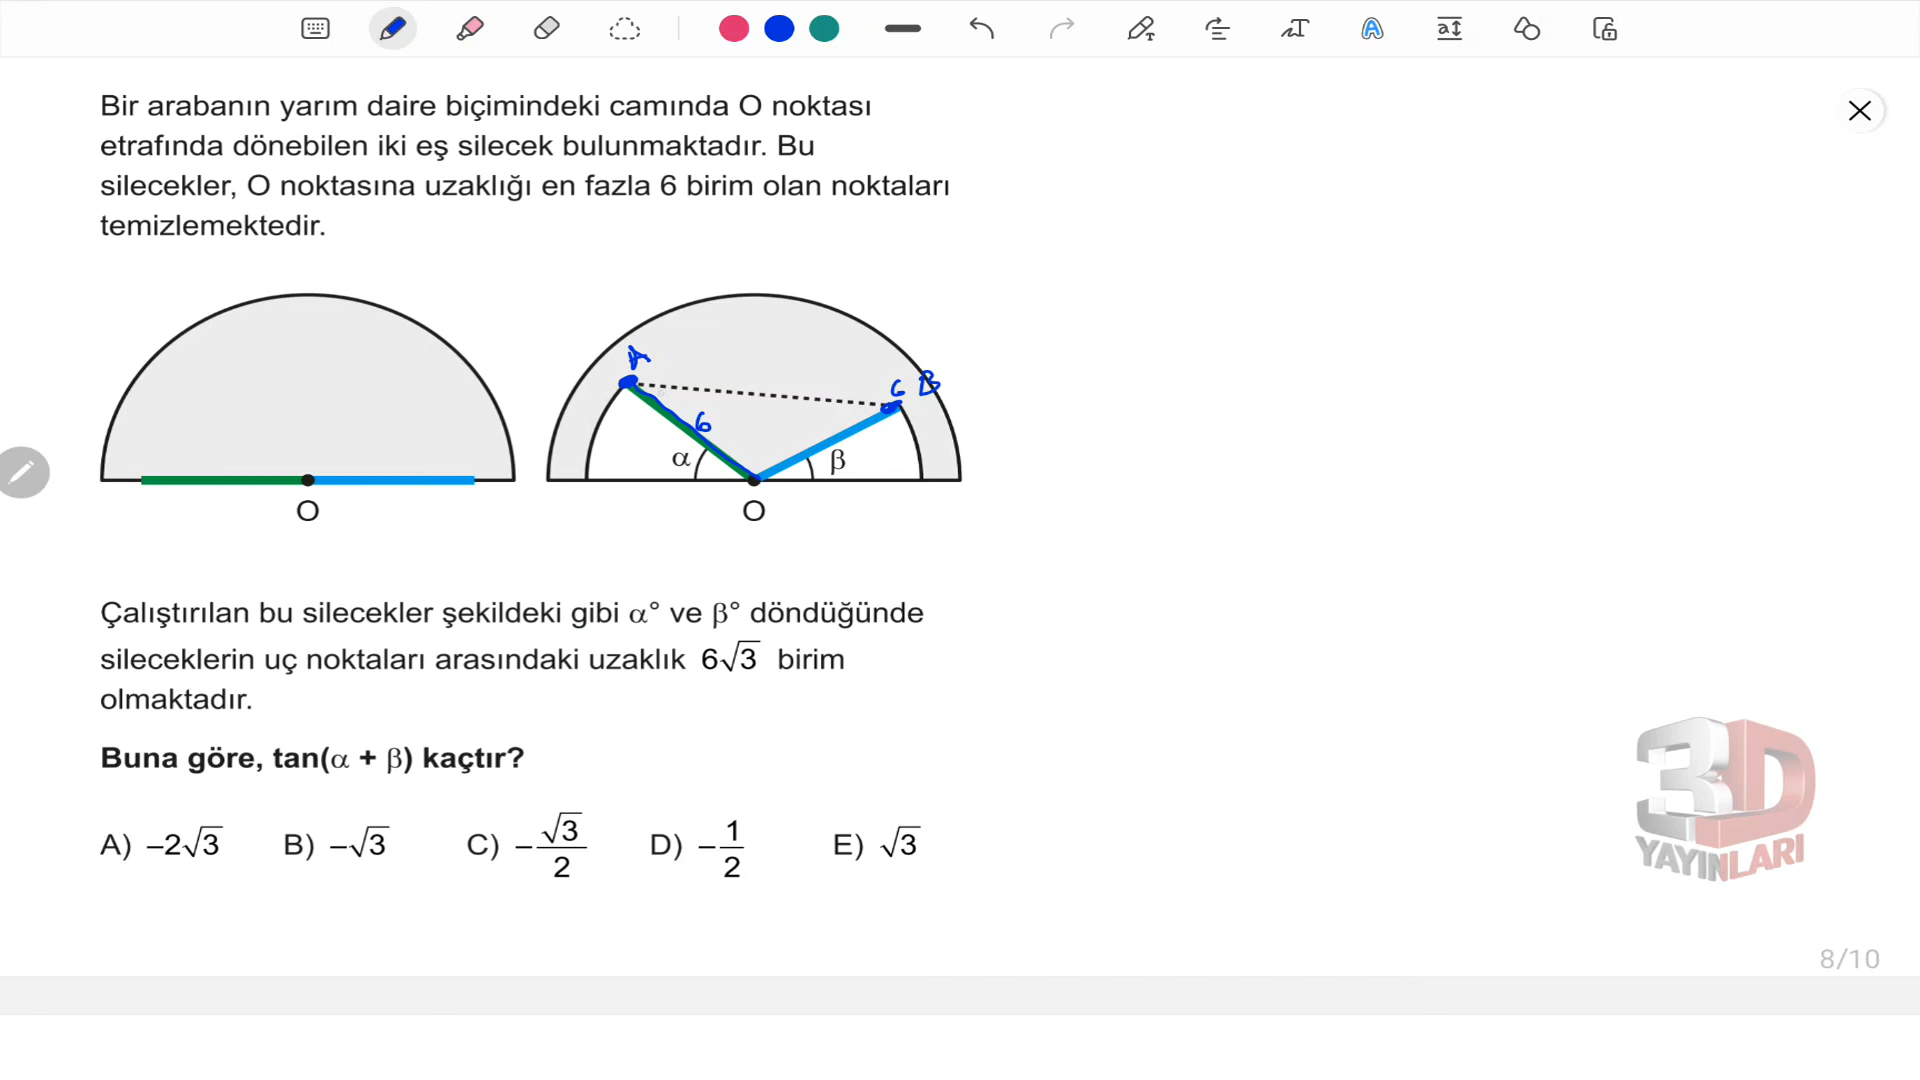 Bir arabanın yarım daire biçimindeki camında O noktası
etrafında dönebilen iki eş silecek bulunmaktadır. Bu
silecekler, O noktasına uzaklığı en fazla 6 birim olan noktaları
temizlemektedir.
A
6 B
6
α
β
O
O
Çalıştırılan bu silecekler şekildeki gibi α° ve β° döndüğünde
sileceklerin uç noktaları arasındaki uzaklık 6√3 birim
olmaktadır.
Buna göre, tan(α + β) kaçtır?
A) –2√3 B) –√3 C) –√3/2 D) –1/2 E) √3
3D
YAYINLARI
8/10